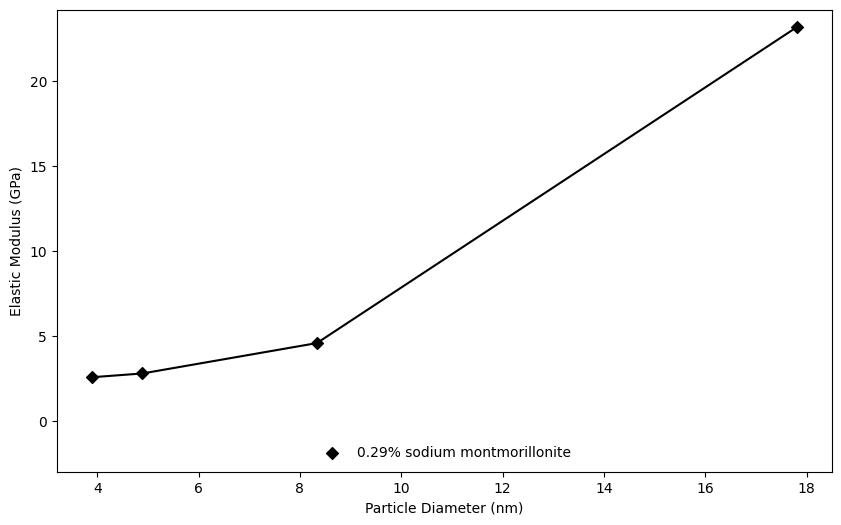 20
15
10
5
0
Elastic Modulus (GPa)
0.29% sodium montmorillonite
4 6 8 10 12 14 16 18
Particle Diameter (nm)